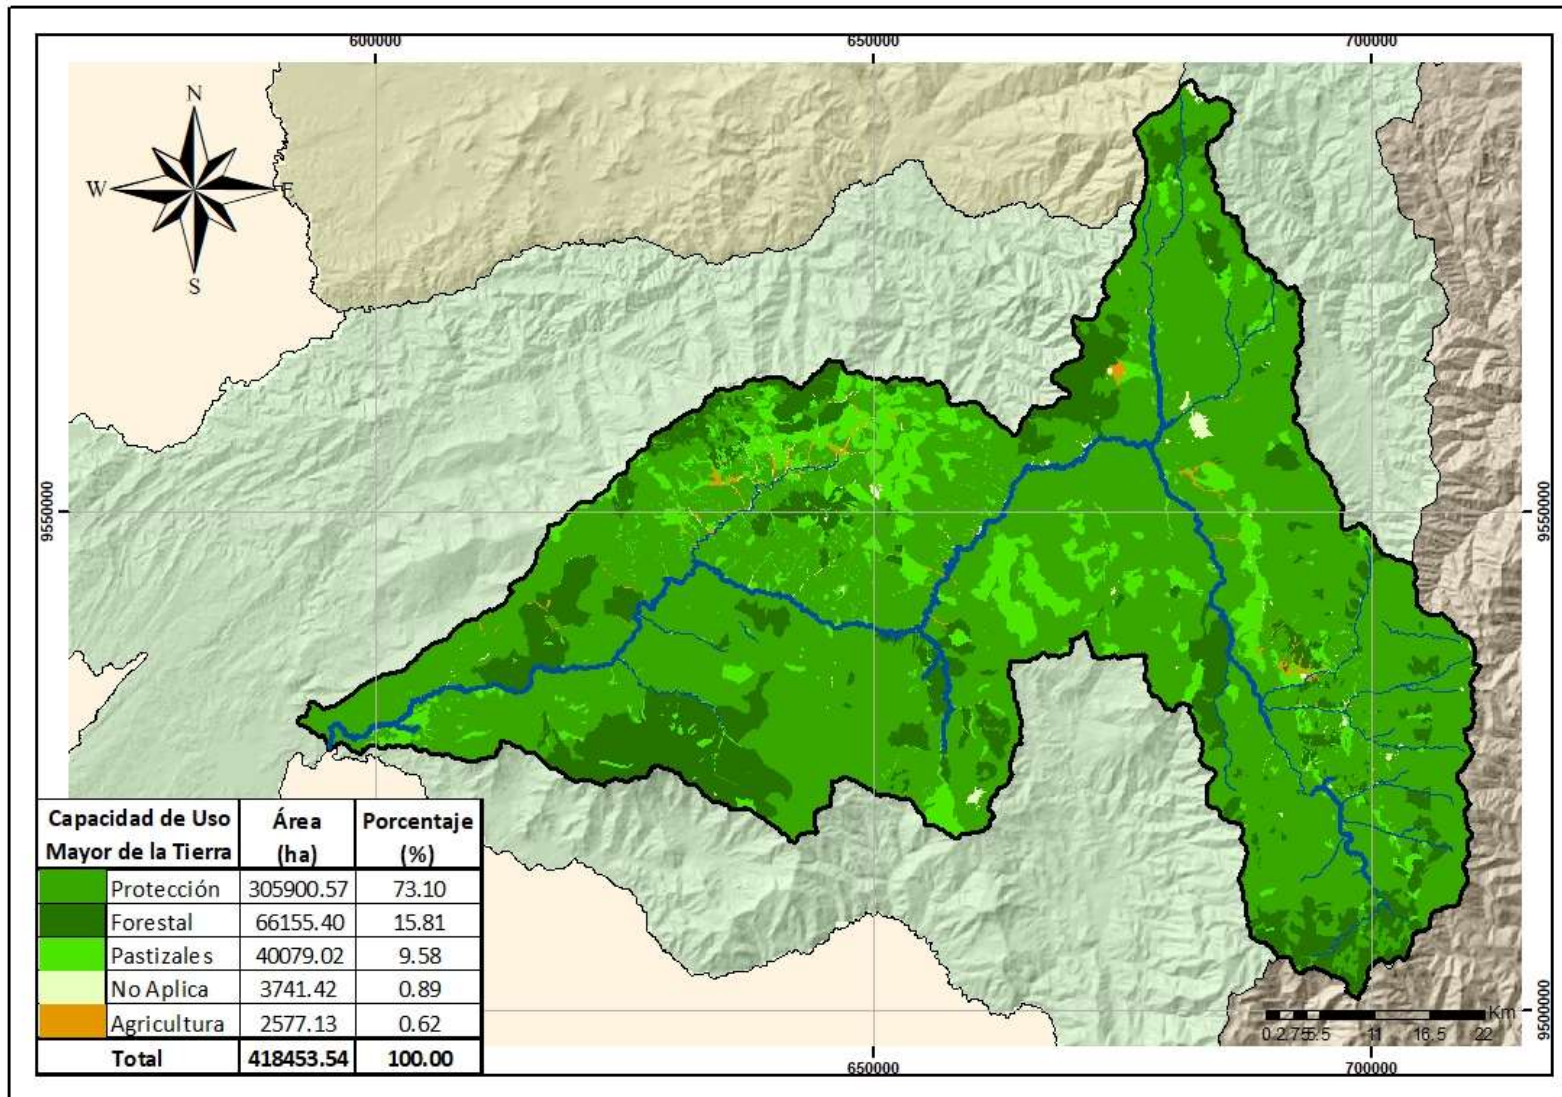 600000 650000 700000
N
W E
S
9550000 9550000
Capacidad de Uso Mayor de la Tierra Área (ha) Porcentaje (%)
Protección 305900.57 73.10
Forestal 66155.40 15.81
Pastizales 40079.02 9.58
No Aplica 3741.42 0.89
Agricultura 2577.13 0.62
Total 418453.54 100.00
9500000
Km
0 2.75 5.5 11 16.5 22
650000 700000